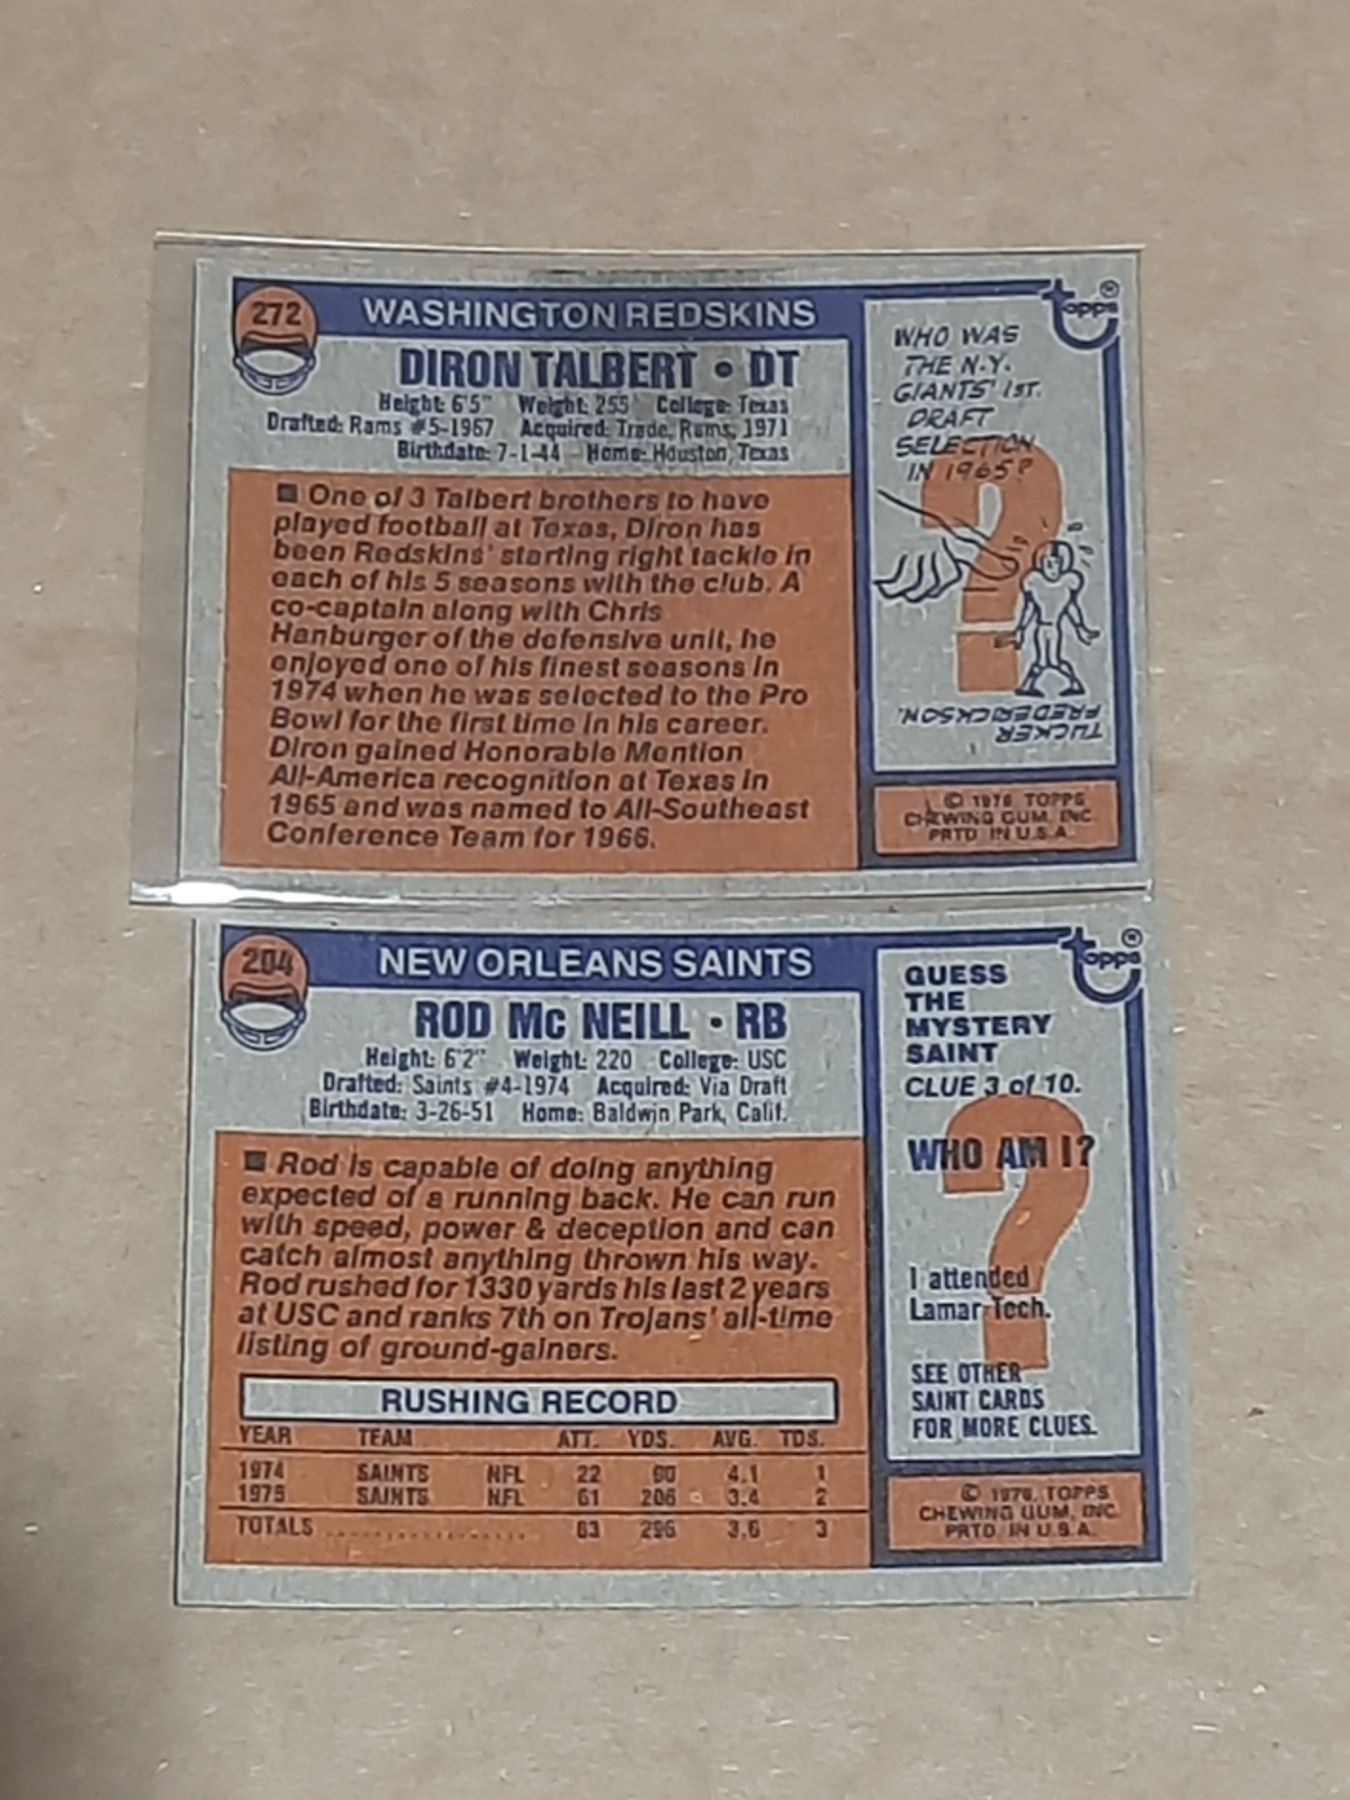 272
WASHINGTON REDSKINS
DIRON TALBERT • DT
Height: 6'5" Weight: 255 College: Texas
Drafted: Rams #5-1967 Acquired: Trade, Rams, 1971
Birthdate: 7-1-44 Home: Houston, Texas
■ One of 3 Talbert brothers to have
played football at Texas, Diron has
been Redskins' starting right tackle in
each of his 5 seasons with the club. A
co-captain along with Chris
Hanburger of the defensive unit, he
enjoyed one of his finest seasons in
1974 when he was selected to the Pro
Bowl for the first time in his career.
Diron gained Honorable Mention
All-America recognition at Texas in
1965 and was named to All-Southeast
Conference Team for 1966.
topps®
WHO WAS
THE N.Y.
GIANTS' 1ST.
DRAFT
SELECTION
IN 1965?
TUCKER
FREDERICKSON.
© 1976 TOPPS
CHEWING GUM, INC.
PRTD. IN U.S.A.
204
NEW ORLEANS SAINTS
ROD Mc NEILL • RB
Height: 6'2" Weight: 220 College: USC
Drafted: Saints #4-1974 Acquired: Via Draft
Birthdate: 3-26-51 Home: Baldwin Park, Calif.
■ Rod is capable of doing anything
expected of a running back. He can run
with speed, power & deception and can
catch almost anything thrown his way.
Rod rushed for 1330 yards his last 2 years
at USC and ranks 7th on Trojans' all-time
listing of ground-gainers.
RUSHING RECORD
YEAR TEAM ATT. YDS. AVG. TDS.
1974 SAINTS NFL 22 90 4.1 1
1975 SAINTS NFL 61 206 3.4 2
TOTALS 83 296 3.6 3
topps®
GUESS
THE
MYSTERY
SAINT
CLUE 3 of 10.
WHO AM I?
I attended
Lamar Tech.
SEE OTHER
SAINT CARDS
FOR MORE CLUES.
© 1976 TOPPS
CHEWING GUM, INC.
PRTD. IN U.S.A.